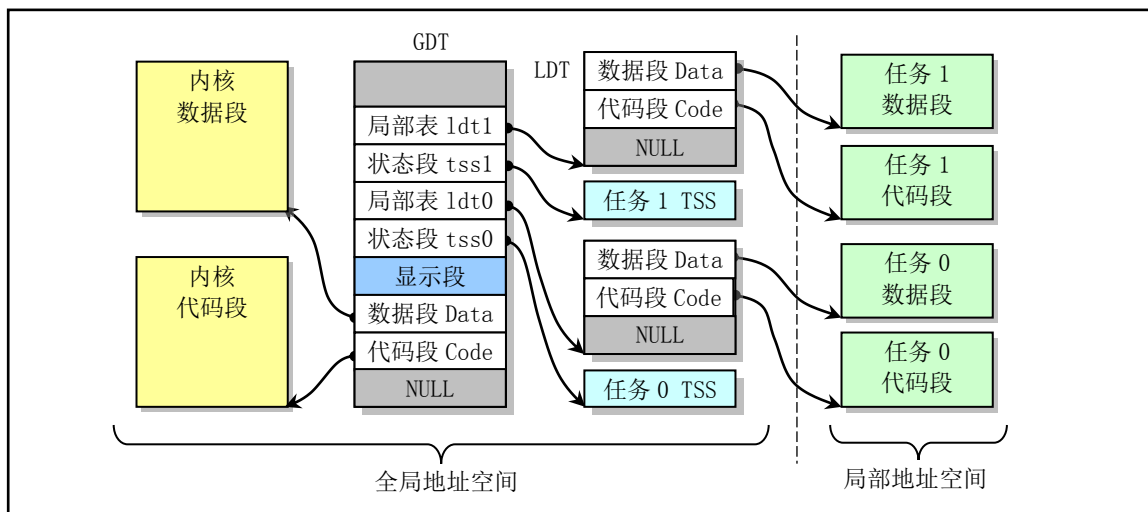 GDT
内核
数据段
内核
代码段
局部表 ldt1
状态段 tss1
局部表 ldt0
状态段 tss0
显示段
数据段 Data
代码段 Code
NULL
LDT
数据段 Data
代码段 Code
NULL
任务 1 TSS
数据段 Data
代码段 Code
NULL
任务 0 TSS
任务 1
数据段
任务 1
代码段
任务 0
数据段
任务 0
代码段
全局地址空间
局部地址空间